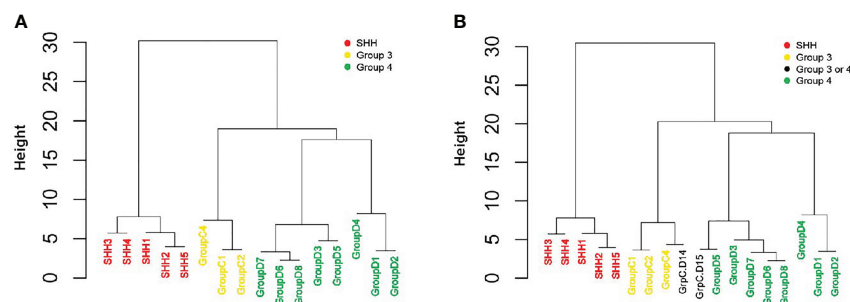 A
Height
0 5 10 15 20 25 30
SHH
Group 3
Group 4
SHH3
SHH4
SHH1
SHH2
SHH5
GroupC4
GroupC1
GroupC2
GroupD7
GroupD6
GroupD8
GroupD3
GroupD5
GroupD4
GroupD1
GroupD2
B
Height
0 5 10 15 20 25 30
SHH
Group 3
Group 3 or 4
Group 4
SHH3
SHH4
SHH1
SHH2
SHH5
GroupC1
GroupC2
GroupC4
GrpC.D14
GrpC.D15
GroupD5
GroupD3
GroupD7
GroupD6
GroupD8
GroupD4
GroupD1
GroupD2